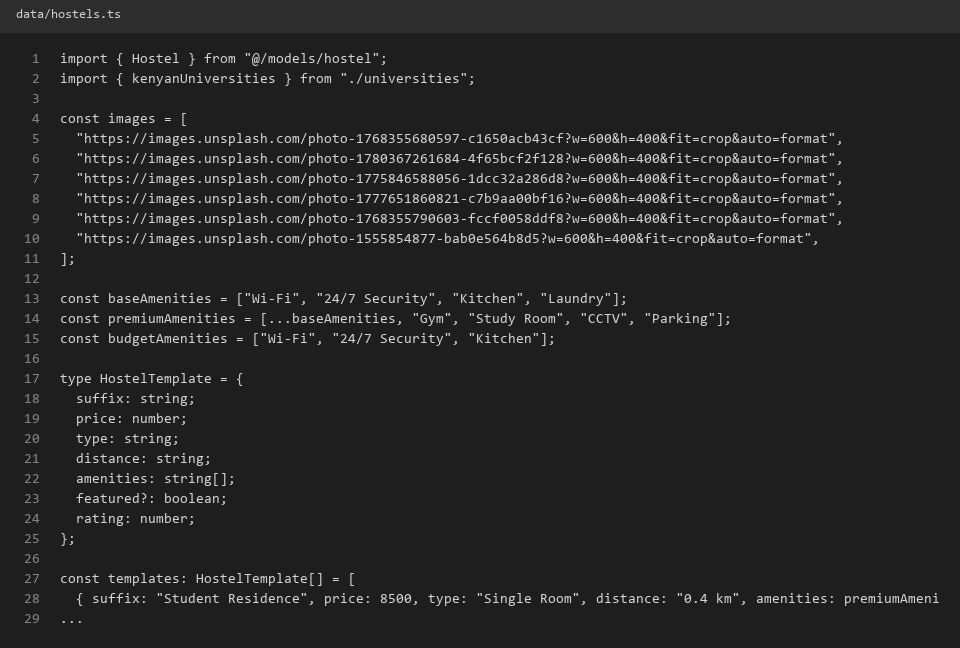 data/hostels.ts
1 import { Hostel } from "@/models/hostel";
2 import { kenyanUniversities } from "./universities";
3
4 const images = [
5   "https://images.unsplash.com/photo-1768355680597-c1650acb43cf?w=600&h=400&fit=crop&auto=format",
6   "https://images.unsplash.com/photo-1780367261684-4f65bcf2f128?w=600&h=400&fit=crop&auto=format",
7   "https://images.unsplash.com/photo-1775846588056-1dcc32a286d8?w=600&h=400&fit=crop&auto=format",
8   "https://images.unsplash.com/photo-1777651860821-c7b9aa00bf16?w=600&h=400&fit=crop&auto=format",
9   "https://images.unsplash.com/photo-1768355790603-fccf0058ddf8?w=600&h=400&fit=crop&auto=format",
10   "https://images.unsplash.com/photo-1555854877-bab0e564b8d5?w=600&h=400&fit=crop&auto=format",
11 ];
12
13 const baseAmenities = ["Wi-Fi", "24/7 Security", "Kitchen", "Laundry"];
14 const premiumAmenities = [...baseAmenities, "Gym", "Study Room", "CCTV", "Parking"];
15 const budgetAmenities = ["Wi-Fi", "24/7 Security", "Kitchen"];
16
17 type HostelTemplate = {
18   suffix: string;
19   price: number;
20   type: string;
21   distance: string;
22   amenities: string[];
23   featured?: boolean;
24   rating: number;
25 };
26
27 const templates: HostelTemplate[] = [
28   { suffix: "Student Residence", price: 8500, type: "Single Room", distance: "0.4 km", amenities: premiumAmeni
29 ...